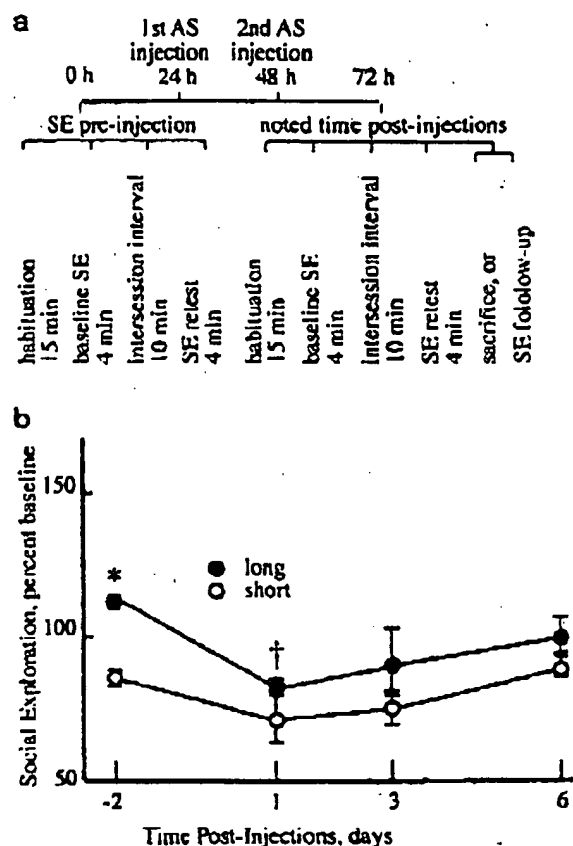 a
1st AS 2nd AS
injection injection
0 h 24 h 48 h 72 h
SE pre-injection noted time post-injections
habituation
15 min
baseline SE
4 min
intersession interval
10 min
SE retest
4 min
habituation
15 min
baseline SE
4 min
intersession interval
10 min
SE retest
4 min
sacrifice, or
SE fololow-up
b
Social Exploration, percent baseline
150
100
50
*
†
long
short
-2 1 3 6
Time Post-Injections, days